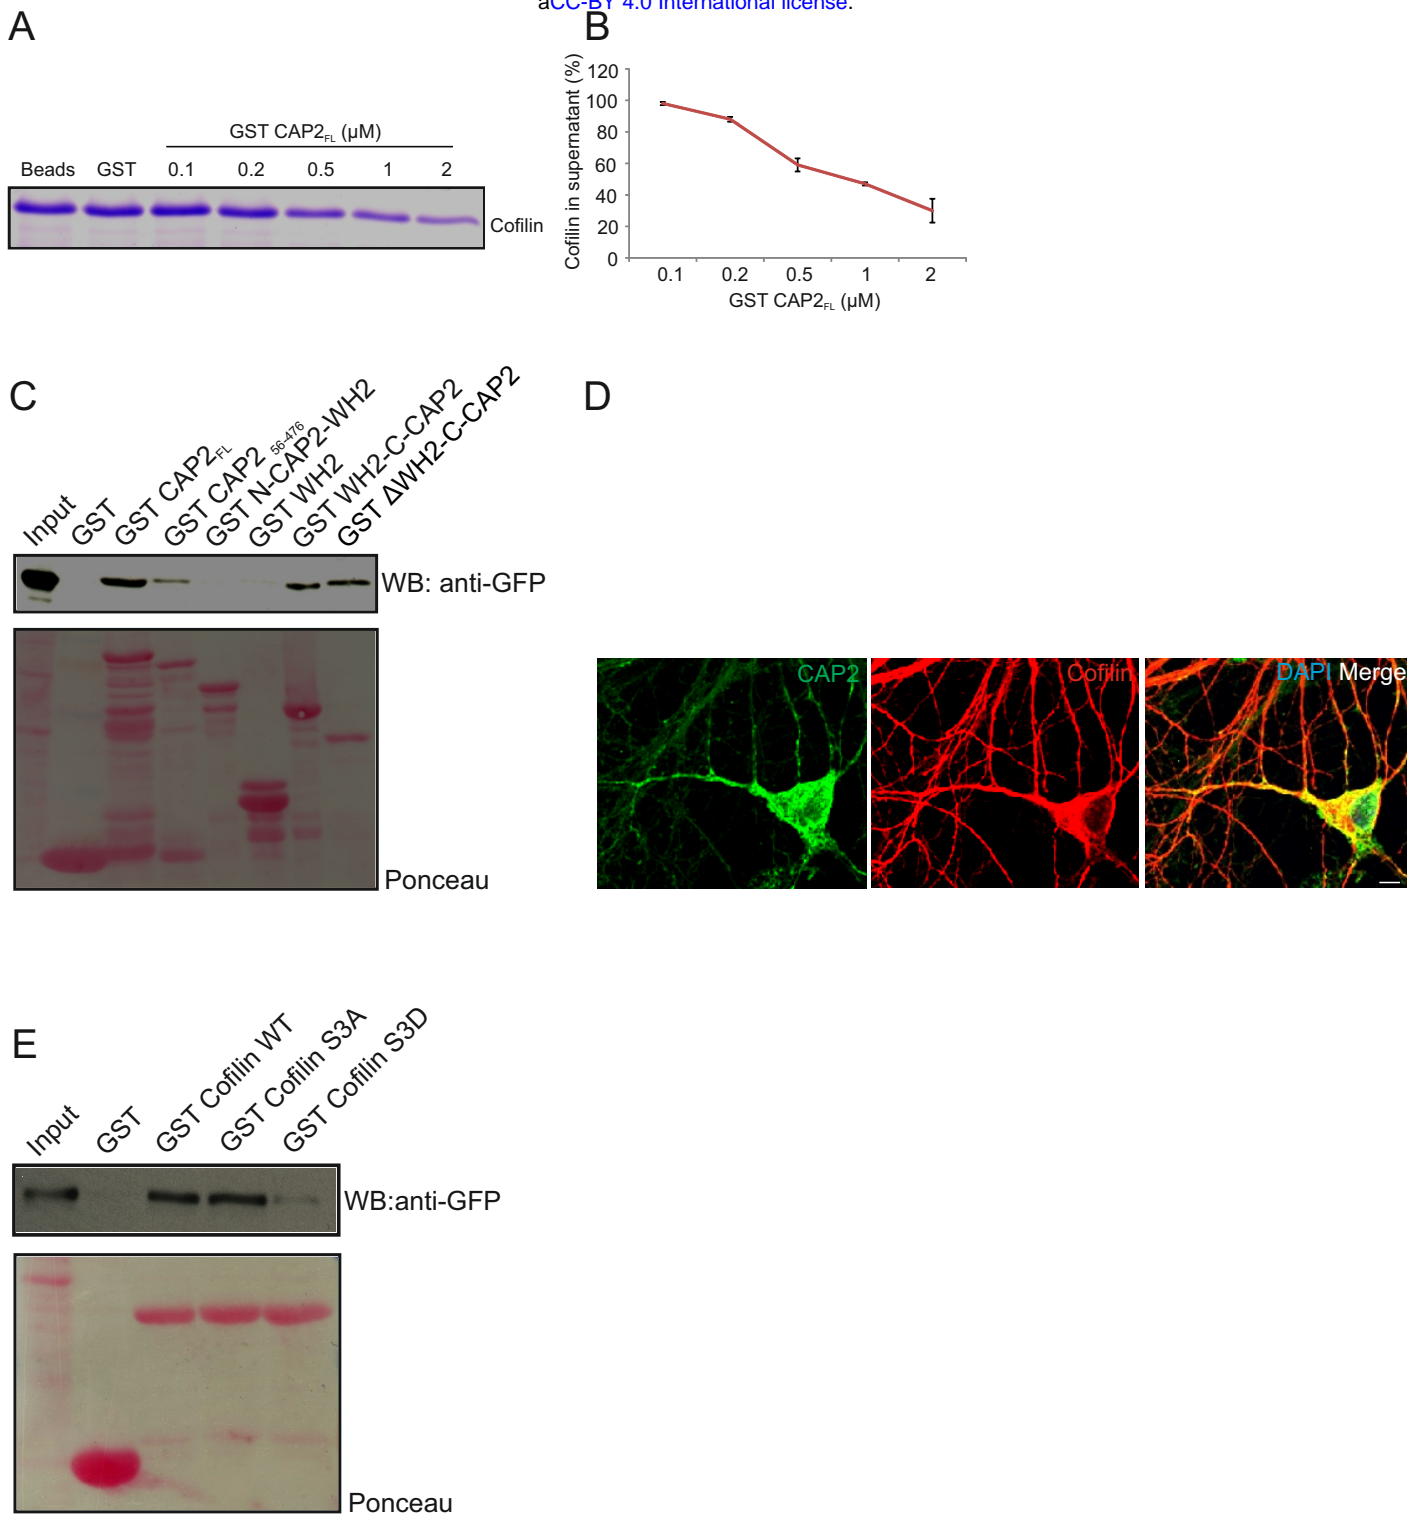 aCC-BY 4.0 International license.
A
GST CAP2FL (µM)
Beads GST 0.1 0.2 0.5 1 2
Cofilin
B
Cofilin in supernatant (%)
120
100
80
60
40
20
0
0.1 0.2 0.5 1 2
GST CAP2FL (µM)
C
Input
GST
GST CAP2FL
GST CAP2 56-476
GST N-CAP2-WH2
GST WH2
GST WH2-C-CAP2
GST ΔWH2-C-CAP2
WB: anti-GFP
Ponceau
D
CAP2
Cofilin
DAPI Merge
E
Input
GST
GST Cofilin WT
GST Cofilin S3A
GST Cofilin S3D
WB:anti-GFP
Ponceau